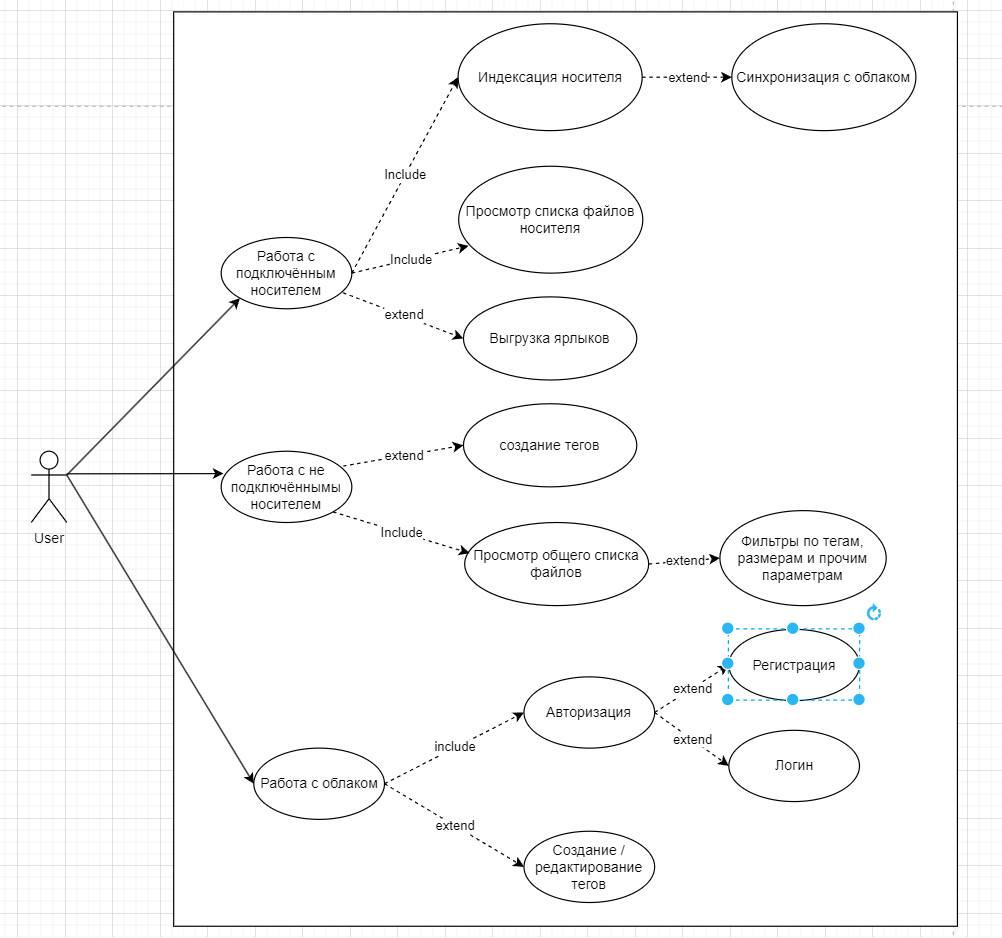 Индексация носителя
extend
Синхронизация с облаком
Include
Просмотр списка файлов
носителя
Include
Работа с
подключённым
носителем
extend
Выгрузка ярлыков
создание тегов
extend
Работа с не
подключённымы
носителем
Include
Просмотр общего списка
файлов
extend
Фильтры по тегам,
размерам и прочим
параметрам
User
Регистрация
extend
Авторизация
extend
Логин
include
Работа с облаком
extend
Создание /
редактирование
тегов